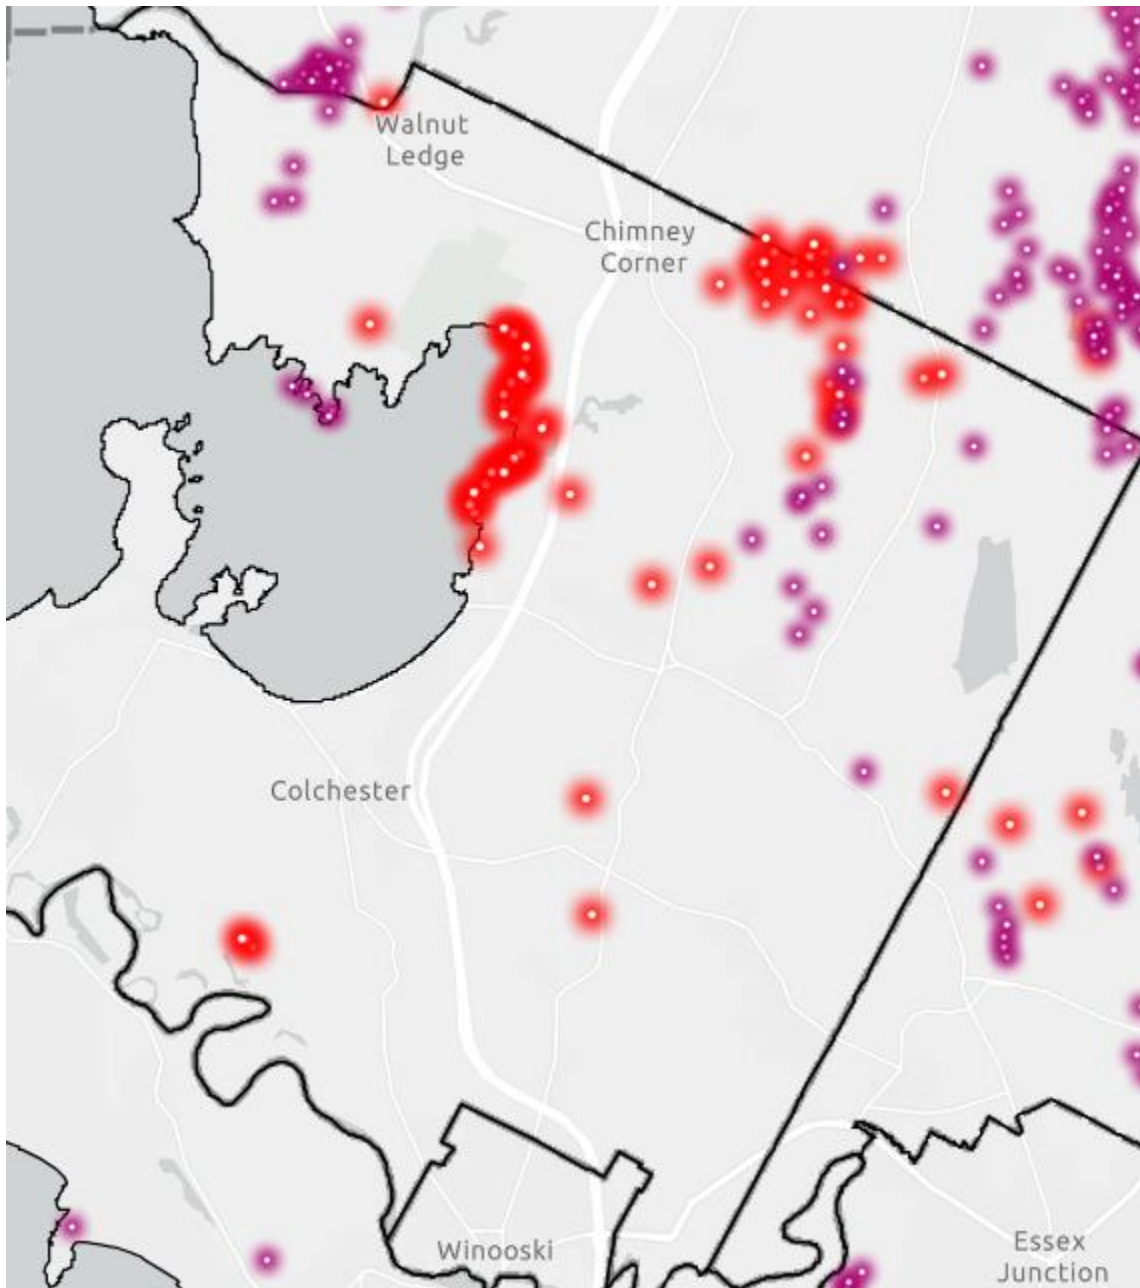 Walnut
Ledge
Chimney
Corner
Colchester
Winooski
Essex
Junction